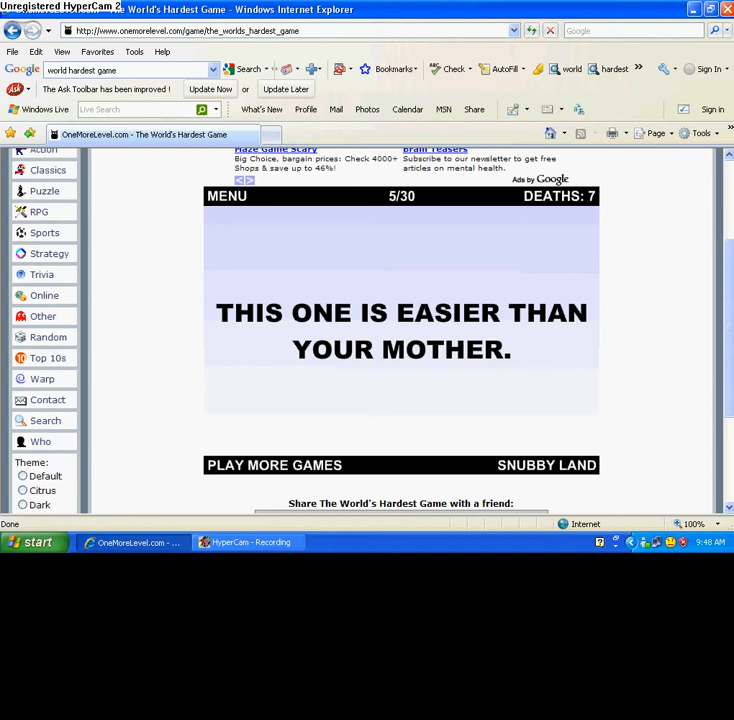 Unregistered HyperCam 2
The World's Hardest Game - Windows Internet Explorer
http://www.onemorelevel.com/game/the_worlds_hardest_game
Google
File Edit View Favorites Tools Help
Google world hardest game Search Bookmarks Check AutoFill world hardest » Sign In
Ask The Ask Toolbar has been improved ! Update Now or Update Later
Windows Live Live Search What's New Profile Mail Photos Calendar MSN Share Sign in
OneMoreLevel.com - The World's Hardest Game Page Tools
Action
Classics
Puzzle
RPG
Sports
Strategy
Trivia
Online
Other
Random
Top 10s
Warp
Contact
Search
Who
Theme:
Default
Citrus
Dark
Maze Game Scary
Big Choice, bargain prices: Check 4000+
Shops & save up to 46%!
Brain Teasers
Subscribe to our newsletter to get free
articles on mental health.
Ads by Google
MENU 5/30 DEATHS: 7
THIS ONE IS EASIER THAN
YOUR MOTHER.
PLAY MORE GAMES SNUBBY LAND
Share The World's Hardest Game with a friend:
Done Internet 100%
start OneMoreLevel.com - ... HyperCam - Recording 9:48 AM